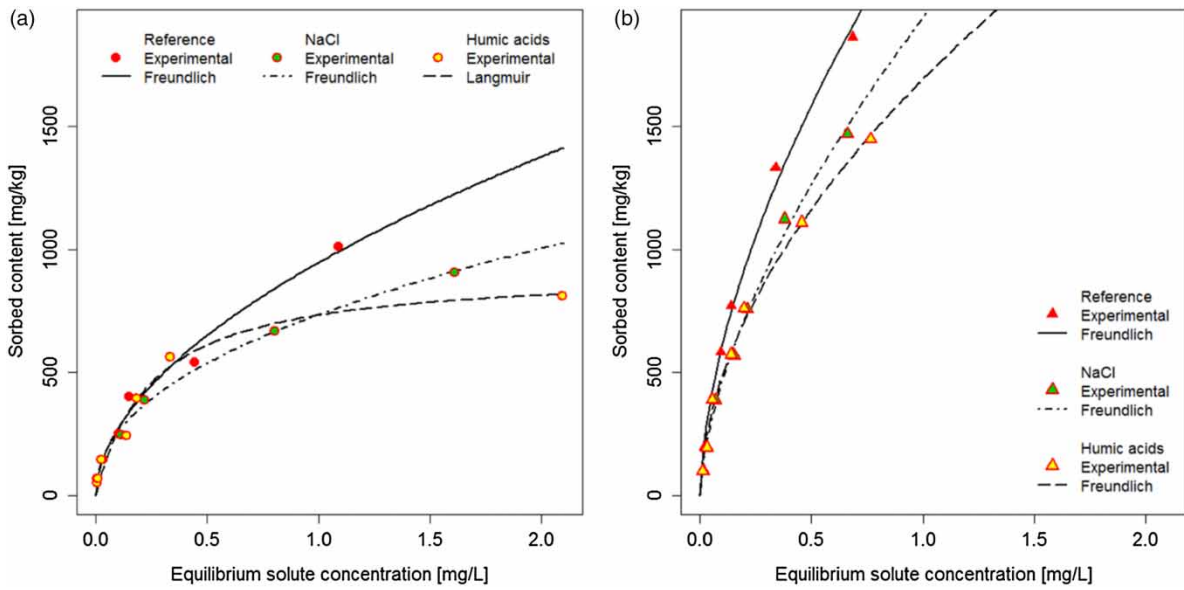 (a)
Reference NaCl Humic acids
Experimental Experimental Experimental
Freundlich Freundlich Langmuir
Sorbed content [mg/kg]
0 500 1000 1500
0.0 0.5 1.0 1.5 2.0
Equilibrium solute concentration [mg/L]
(b)
Sorbed content [mg/kg]
0 500 1000 1500
Reference
Experimental
Freundlich
NaCl
Experimental
Freundlich
Humic acids
Experimental
Freundlich
0.0 0.5 1.0 1.5 2.0
Equilibrium solute concentration [mg/L]